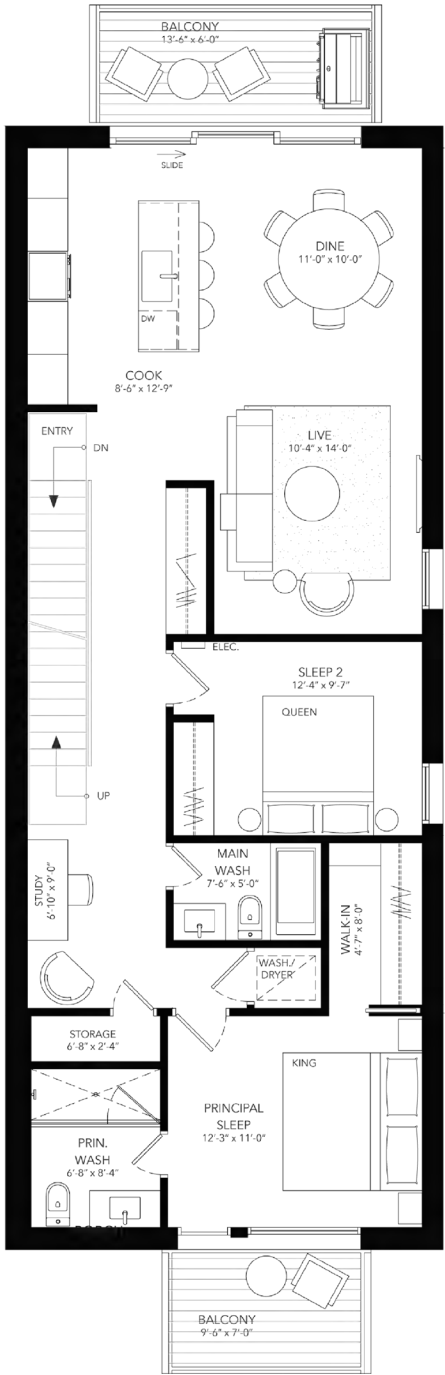 BALCONY
13'-6" x 6'-0"
SLIDE
DINE
11'-0" x 10'-0"
DW
COOK
8'-6" x 12'-9"
ENTRY
DN
LIVE
10'-4" x 14'-0"
ELEC.
SLEEP 2
12'-4" x 9'-7"
QUEEN
UP
MAIN
WASH
7'-6" x 5'-0"
STUDY
6'-10" x 9'-0"
WALK-IN
4'-7" x 8'-0"
WASH./
DRYER
STORAGE
6'-8" x 2'-4"
KING
PRINCIPAL
SLEEP
12'-3" x 11'-0"
PRIN.
WASH
6'-8" x 8'-4"
PORCH
BALCONY
9'-6" x 7'-0"